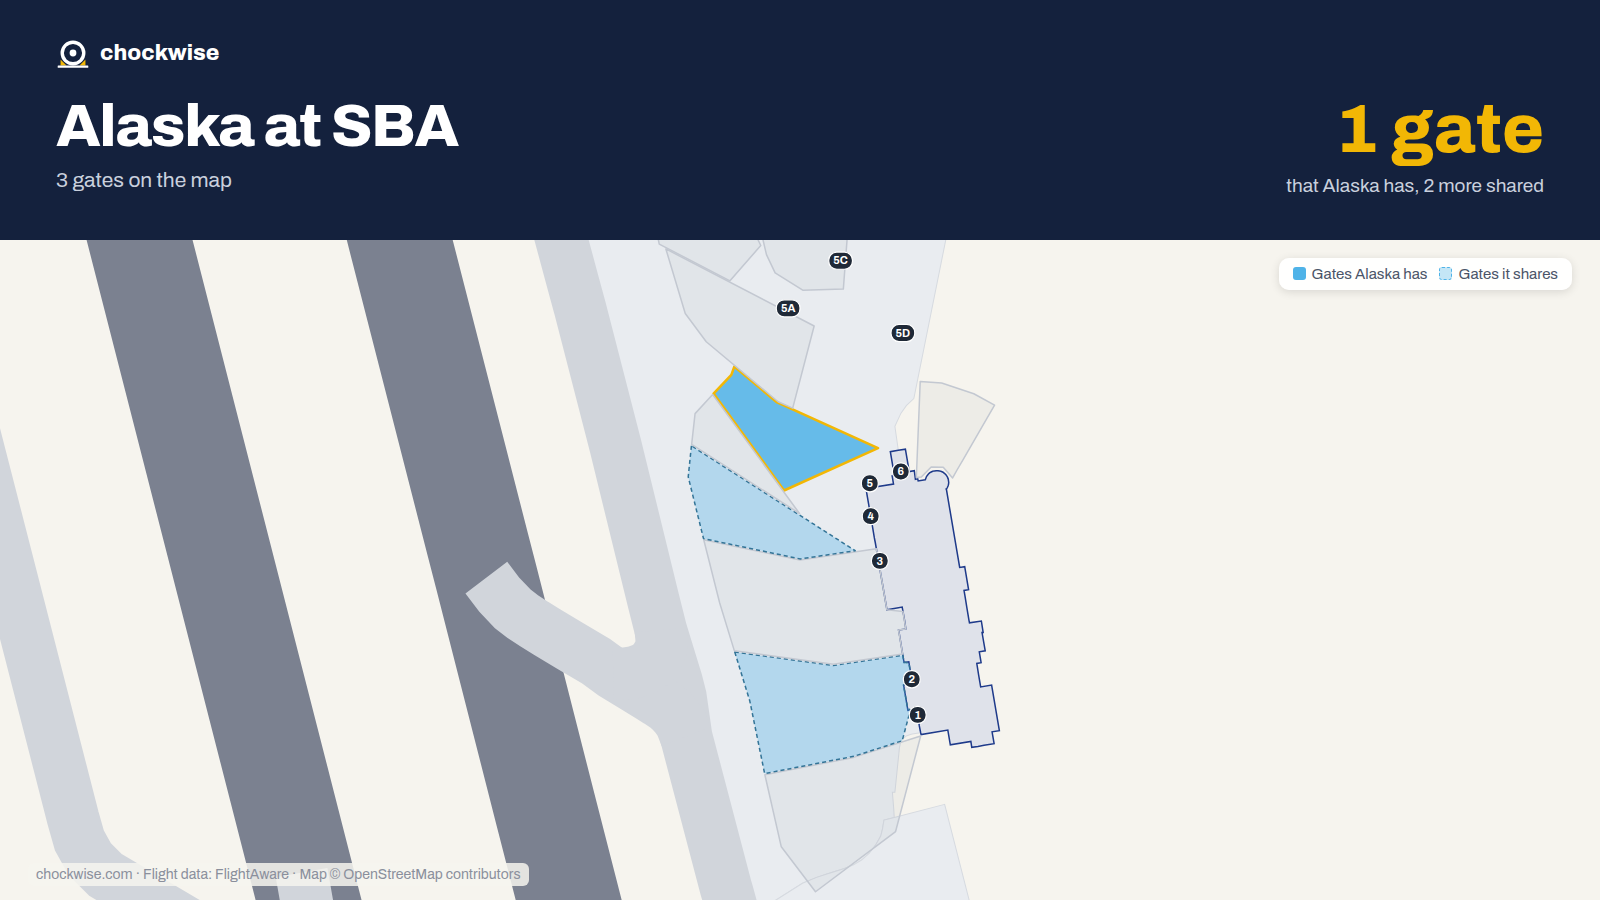 chockwise
Alaska at SBA
3 gates on the map
1 gate
that Alaska has, 2 more shared
Gates Alaska has
Gates it shares
5C
5A
5D
6
5
4
3
2
1
chockwise.com · Flight data: FlightAware · Map © OpenStreetMap contributors